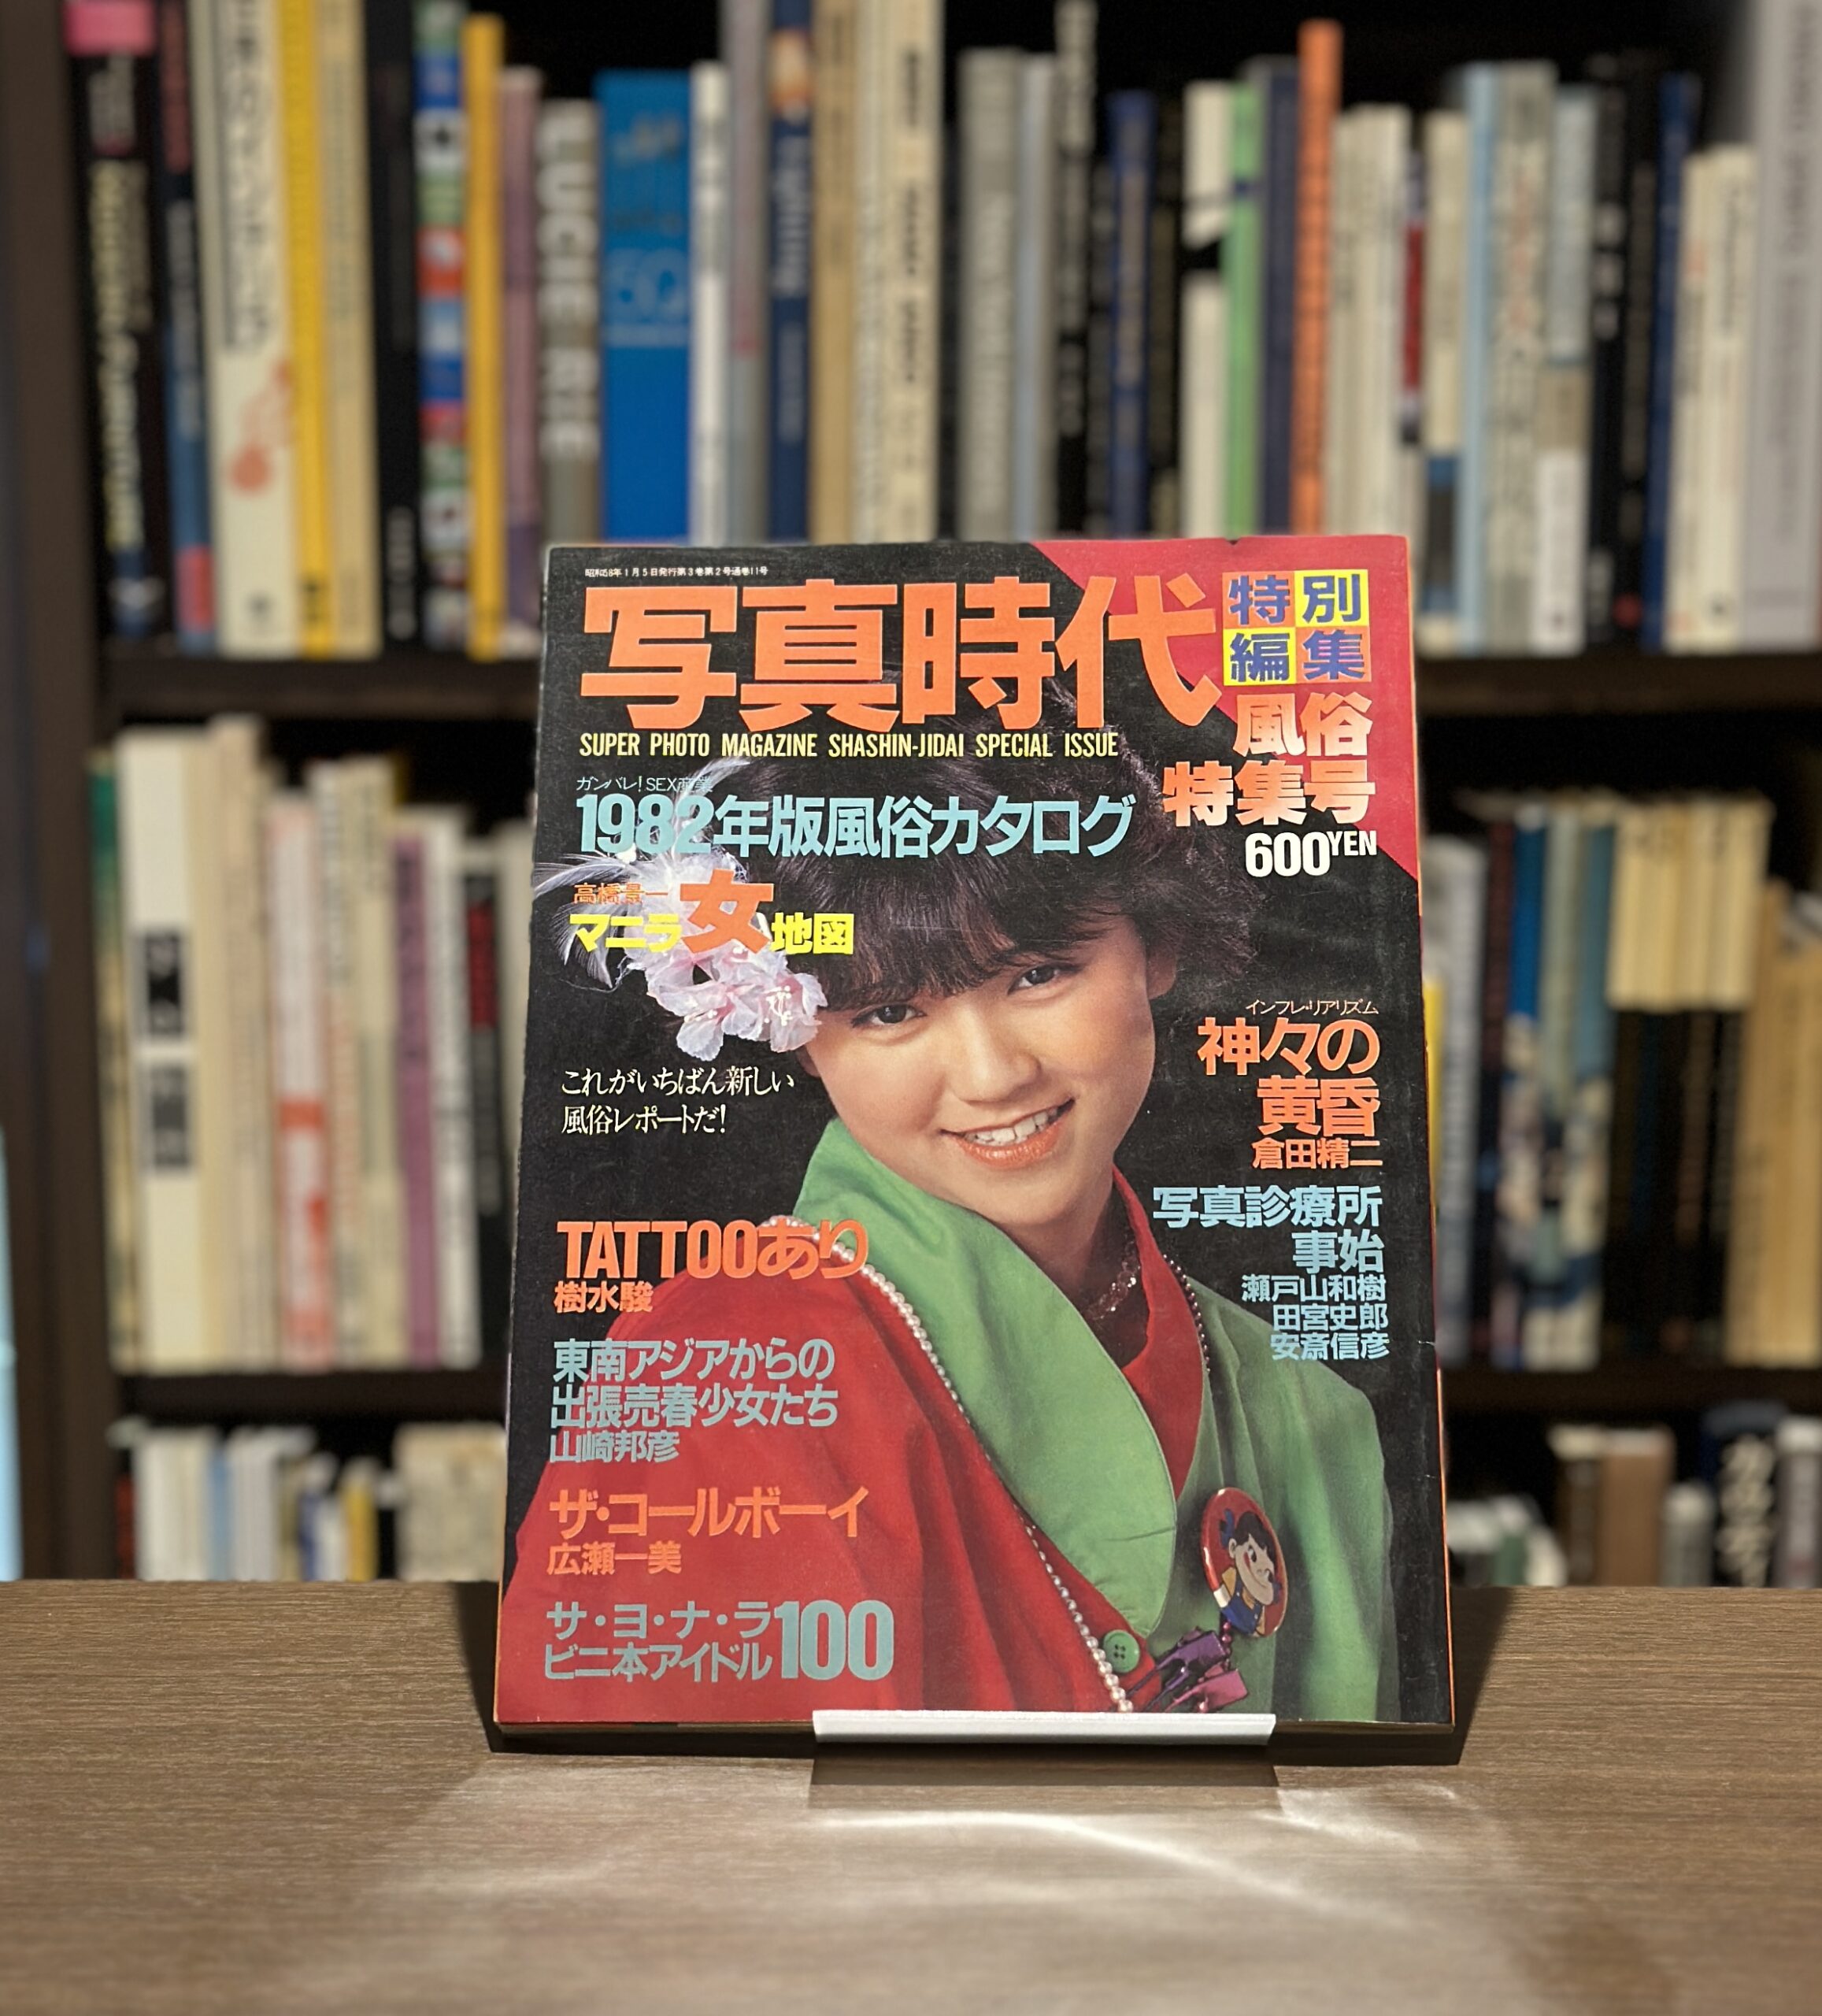 昭和58年1月5日発行第3巻第2号通巻11号
写真時代
特別
編集
SUPER PHOTO MAGAZINE SHASHIN-JIDAI SPECIAL ISSUE
風俗
特集号
600YEN
ガンバレ!SEX産業
1982年版風俗カタログ
高橋景一
マニラ女地図
これがいちばん新しい
風俗レポートだ!
インフレ・リアリズム
神々の
黄昏
倉田精二
写真診療所
事始
瀬戸山和樹
田宮史郎
安斎信彦
TATTOOあり
樹水駿
東南アジアからの
出張売春少女たち
山崎邦彦
ザ・コールボーイ
広瀬一美
サ・ヨ・ナ・ラ
ビニ本アイドル100